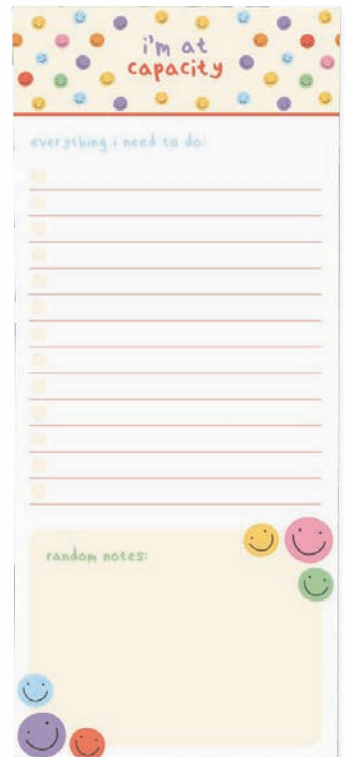 i'm at
capacity
everything i need to do:
random notes: